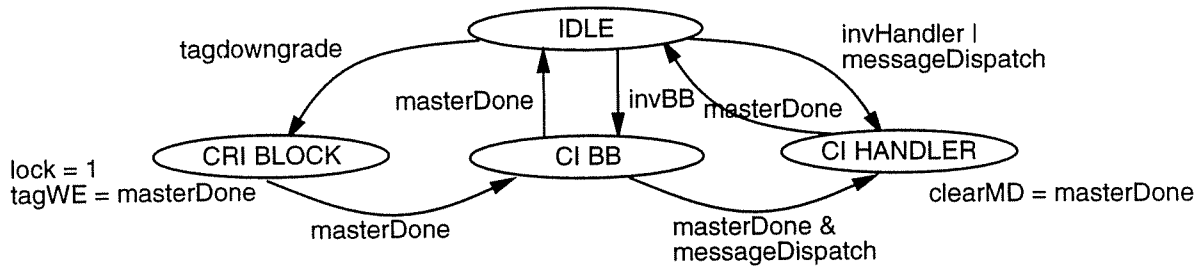 IDLE
tagdowngrade
invHandler |
messageDispatch
masterDone
invBB
masterDone
CRI BLOCK
CI BB
CI HANDLER
lock = 1
tagWE = masterDone
clearMD = masterDone
masterDone
masterDone &
messageDispatch